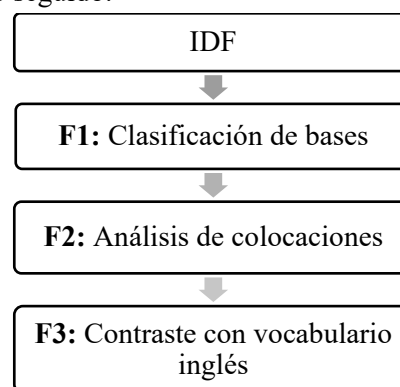 seguido:
IDF
F1: Clasificación de bases
F2: Análisis de colocaciones
F3: Contraste con vocabulario
inglés